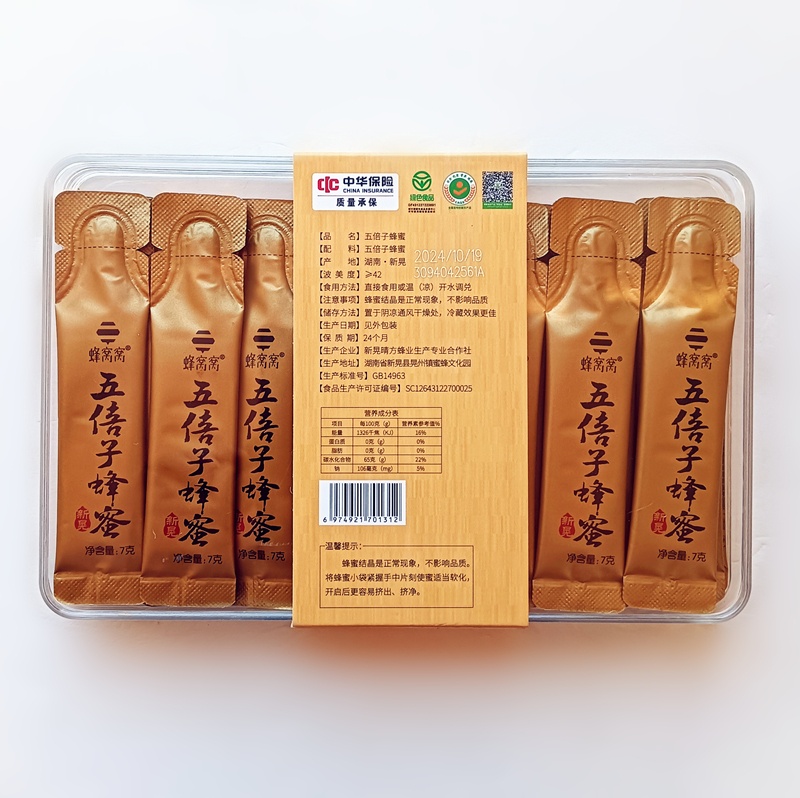 中华保险
CHINA INSURANCE
质量承保
绿色食品
【品 名】五倍子蜂蜜
【配 料】五倍子蜂蜜
【产 地】湖南·新晃
2024/10/19
3094042561A
【波 美 度】≥42
【食用方法】直接食用或温（凉）开水调兑
【注意事项】蜂蜜结晶是正常现象，不影响品质
【储存方法】置于阴凉通风干燥处，冷藏效果更佳
【生产日期】见外包装
【保 质 期】24个月
【生产企业】新晃晴方蜂业生产专业合作社
【生产地址】湖南省新晃县晃州镇蜜蜂文化园
【生产标准号】GB14963
【食品生产许可证编号】SC12643122700025
营养成分表
项目 每100克（g） 营养素参考值%
能量 1326千焦（KJ） 16%
蛋白质 0克（g） 0%
脂肪 0克（g） 0%
碳水化合物 65克（g） 22%
钠 106毫克（mg） 5%
6 974921 701312
温馨提示：
蜂蜜结晶是正常现象，不影响品质。
将蜂蜜小袋紧握手中片刻使蜜适当软化，
开启后更容易挤出、挤净。
蜂窝窝®
五倍子蜂蜜
新晃
净含量：7克
蜂窝窝®
五倍子蜂蜜
新晃
净含量：7克
蜂窝窝®
五倍子蜂蜜
新晃
净含量：7克
蜂窝窝®
五倍子蜂蜜
新晃
净含量：7克
蜂窝窝®
五倍子蜂蜜
新晃
净含量：7克